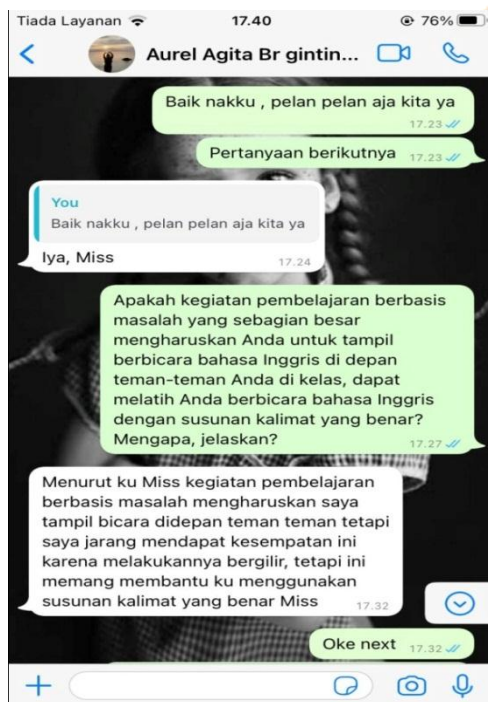 Tiada Layanan 17.40 76%
Aurel Agita Br gintin...
Baik nakku , pelan pelan aja kita ya
17.23
Pertanyaan berikutnya 17.23
You
Baik nakku , pelan pelan aja kita ya
Iya, Miss 17.24
Apakah kegiatan pembelajaran berbasis
masalah yang sebagian besar
mengharuskan Anda untuk tampil
berbicara bahasa Inggris di depan
teman-teman Anda di kelas, dapat
melatih Anda berbicara bahasa Inggris
dengan susunan kalimat yang benar?
Mengapa, jelaskan? 17.27
Menurut ku Miss kegiatan pembelajaran
berbasis masalah mengharuskan saya
tampil bicara didepan teman teman tetapi
saya jarang mendapat kesempatan ini
karena melakukannya bergilir, tetapi ini
memang membantu ku menggunakan
susunan kalimat yang benar Miss 17.32
Oke next 17.32